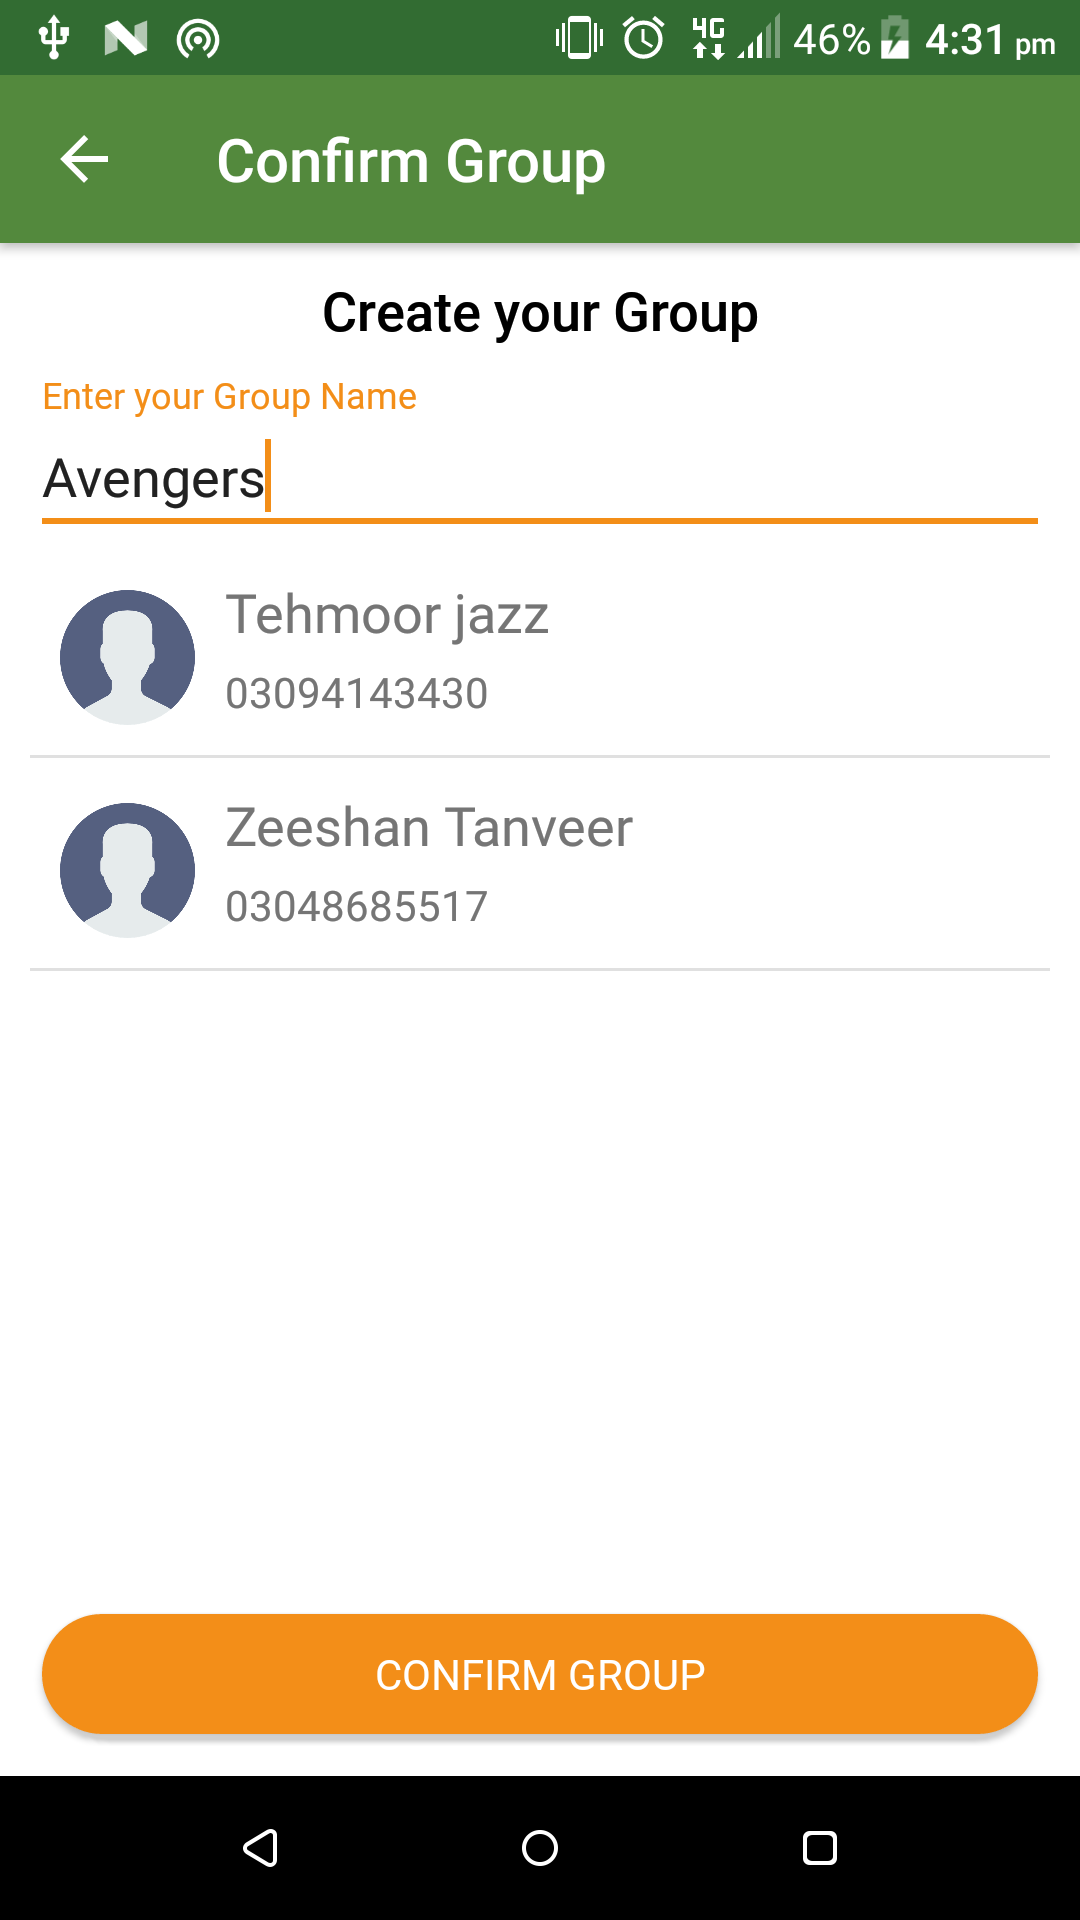 4G 46% 4:31 pm
Confirm Group
Create your Group
Enter your Group Name
Avengers
Tehmoor jazz
03094143430
Zeeshan Tanveer
03048685517
CONFIRM GROUP